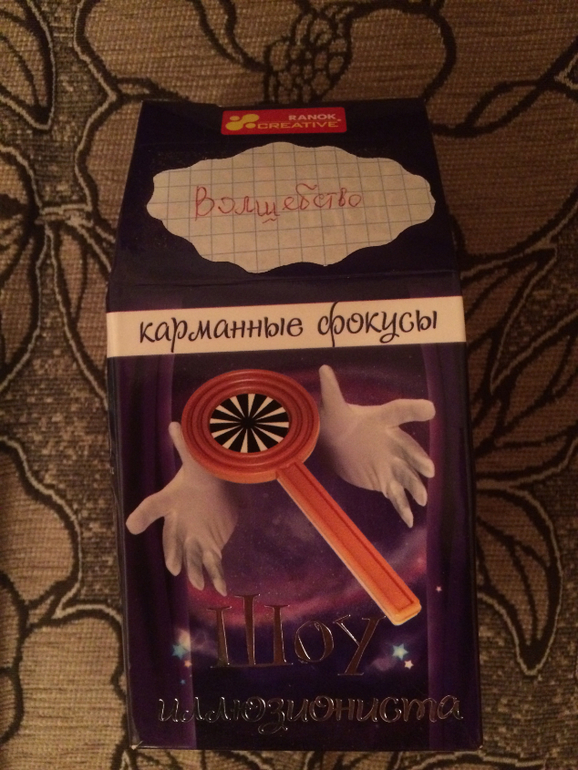 RANOK
CREATIVE
Волшебство
карманные фокусы
Шоу
иллюзиониста